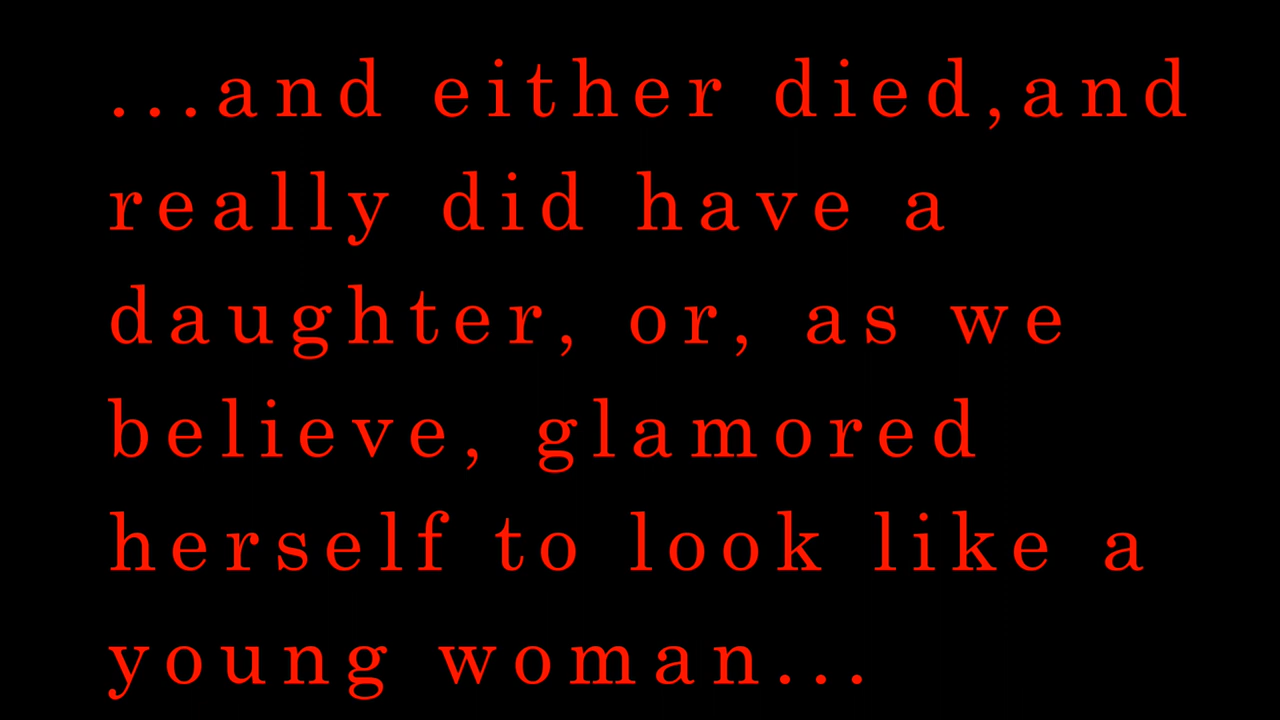 ...and either died,and
really did have a
daughter, or, as we
believe, glamored
herself to look like a
young woman...